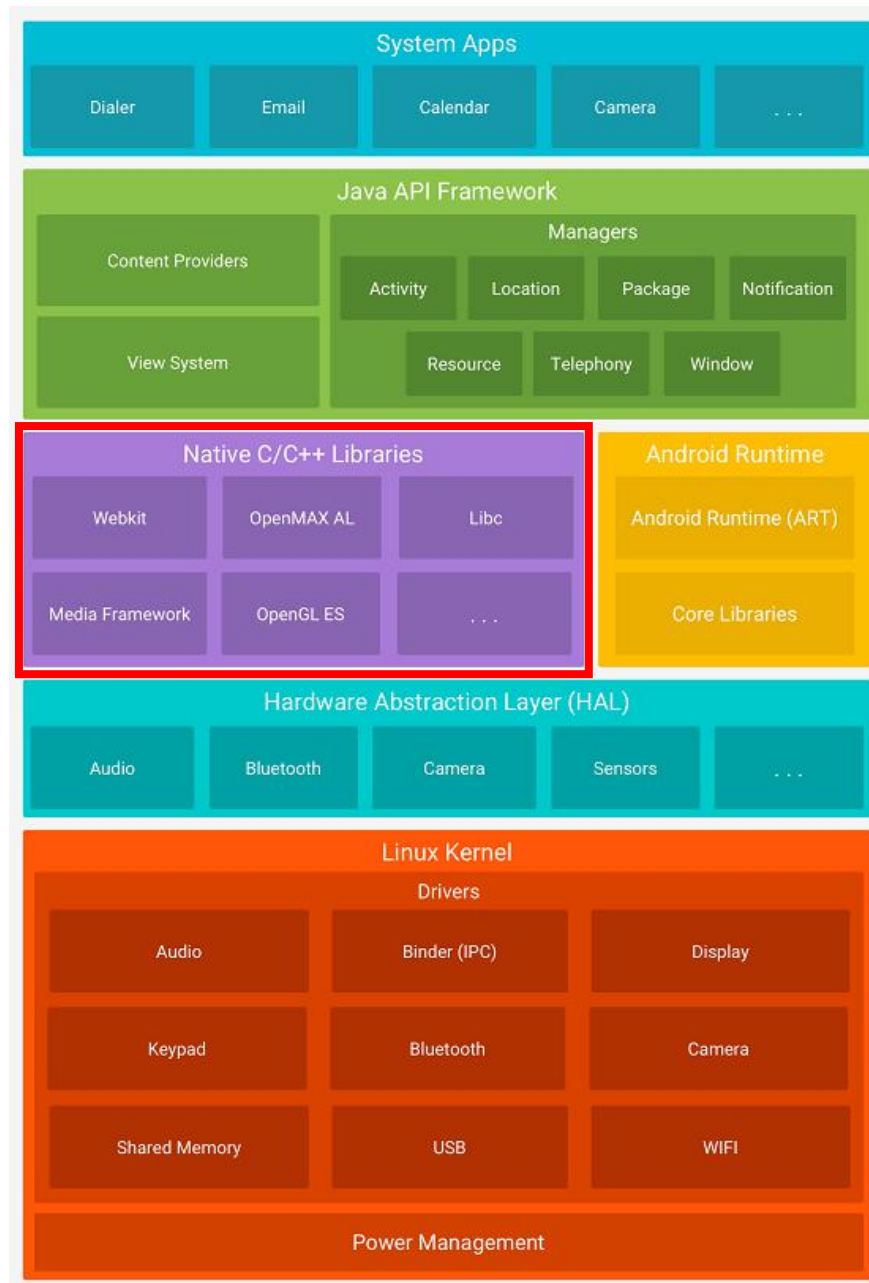 System Apps
Dialer
Email
Calendar
Camera
. . .
Java API Framework
Content Providers
View System
Managers
Activity
Location
Package
Notification
Resource
Telephony
Window
Native C/C++ Libraries
Webkit
OpenMAX AL
Libc
Media Framework
OpenGL ES
. . .
Android Runtime
Android Runtime (ART)
Core Libraries
Hardware Abstraction Layer (HAL)
Audio
Bluetooth
Camera
Sensors
. . .
Linux Kernel
Drivers
Audio
Binder (IPC)
Display
Keypad
Bluetooth
Camera
Shared Memory
USB
WIFI
Power Management